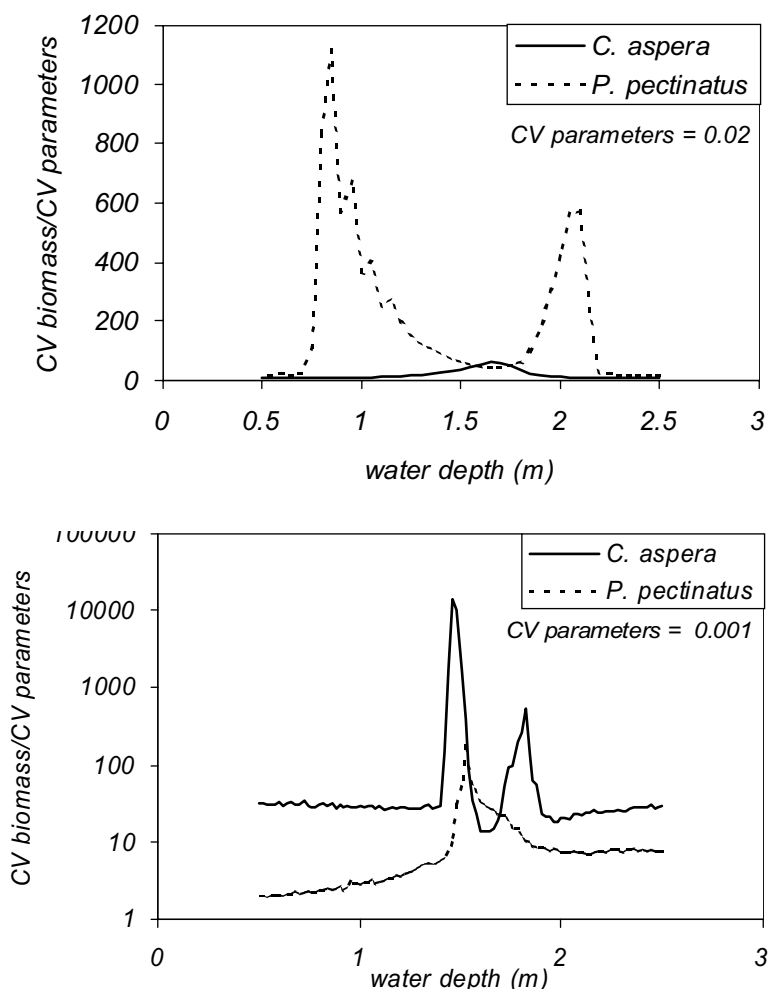 1200
1000
800
600
400
200
0
CV biomass/CV parameters
C. aspera
P. pectinatus
CV parameters = 0.02
0 0.5 1 1.5 2 2.5 3
water depth (m)
100000
10000
1000
100
10
1
CV biomass/CV parameters
C. aspera
P. pectinatus
CV parameters = 0.001
0 1 2 3
water depth (m)